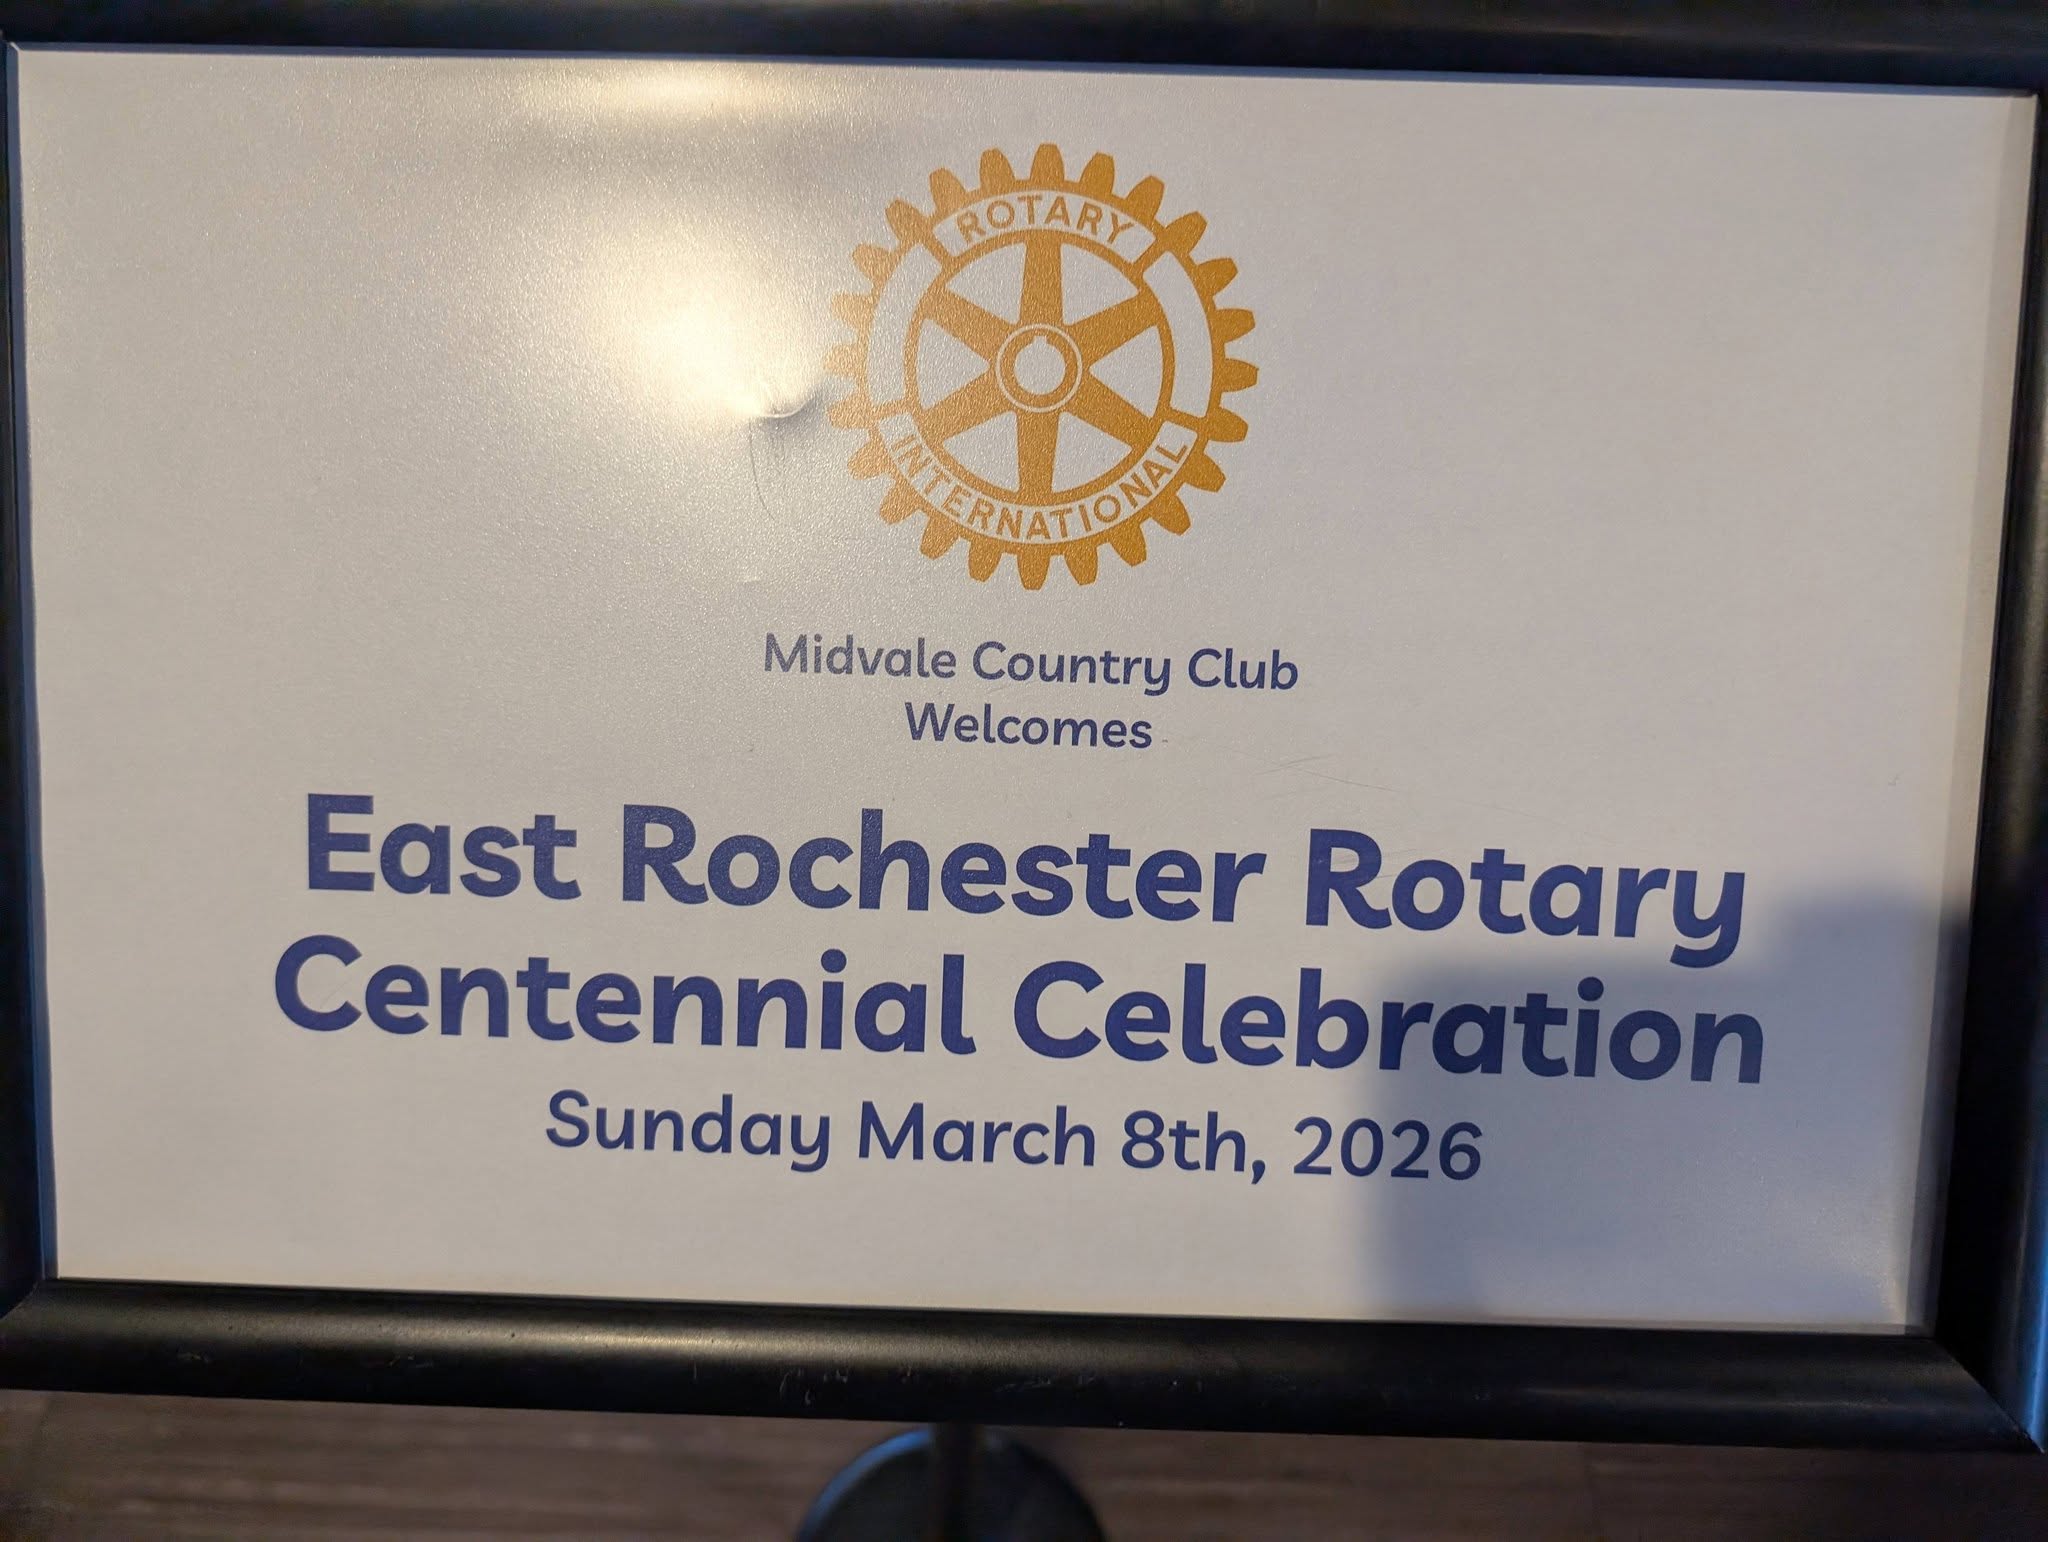 ROTARY
INTERNATIONAL
Midvale Country Club
Welcomes
East Rochester Rotary
Centennial Celebration
Sunday March 8th, 2026